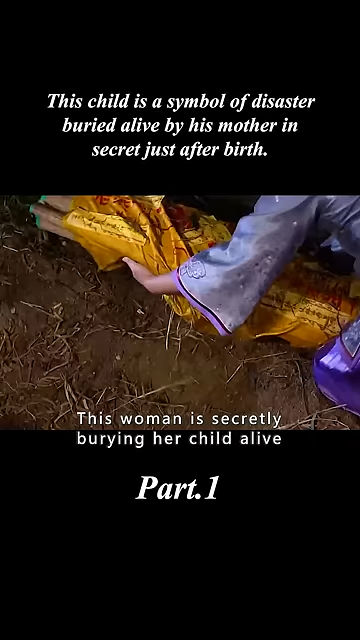 This child is a symbol of disaster
buried alive by his mother in
secret just after birth.
This woman is secretly
burying her child alive
Part.1